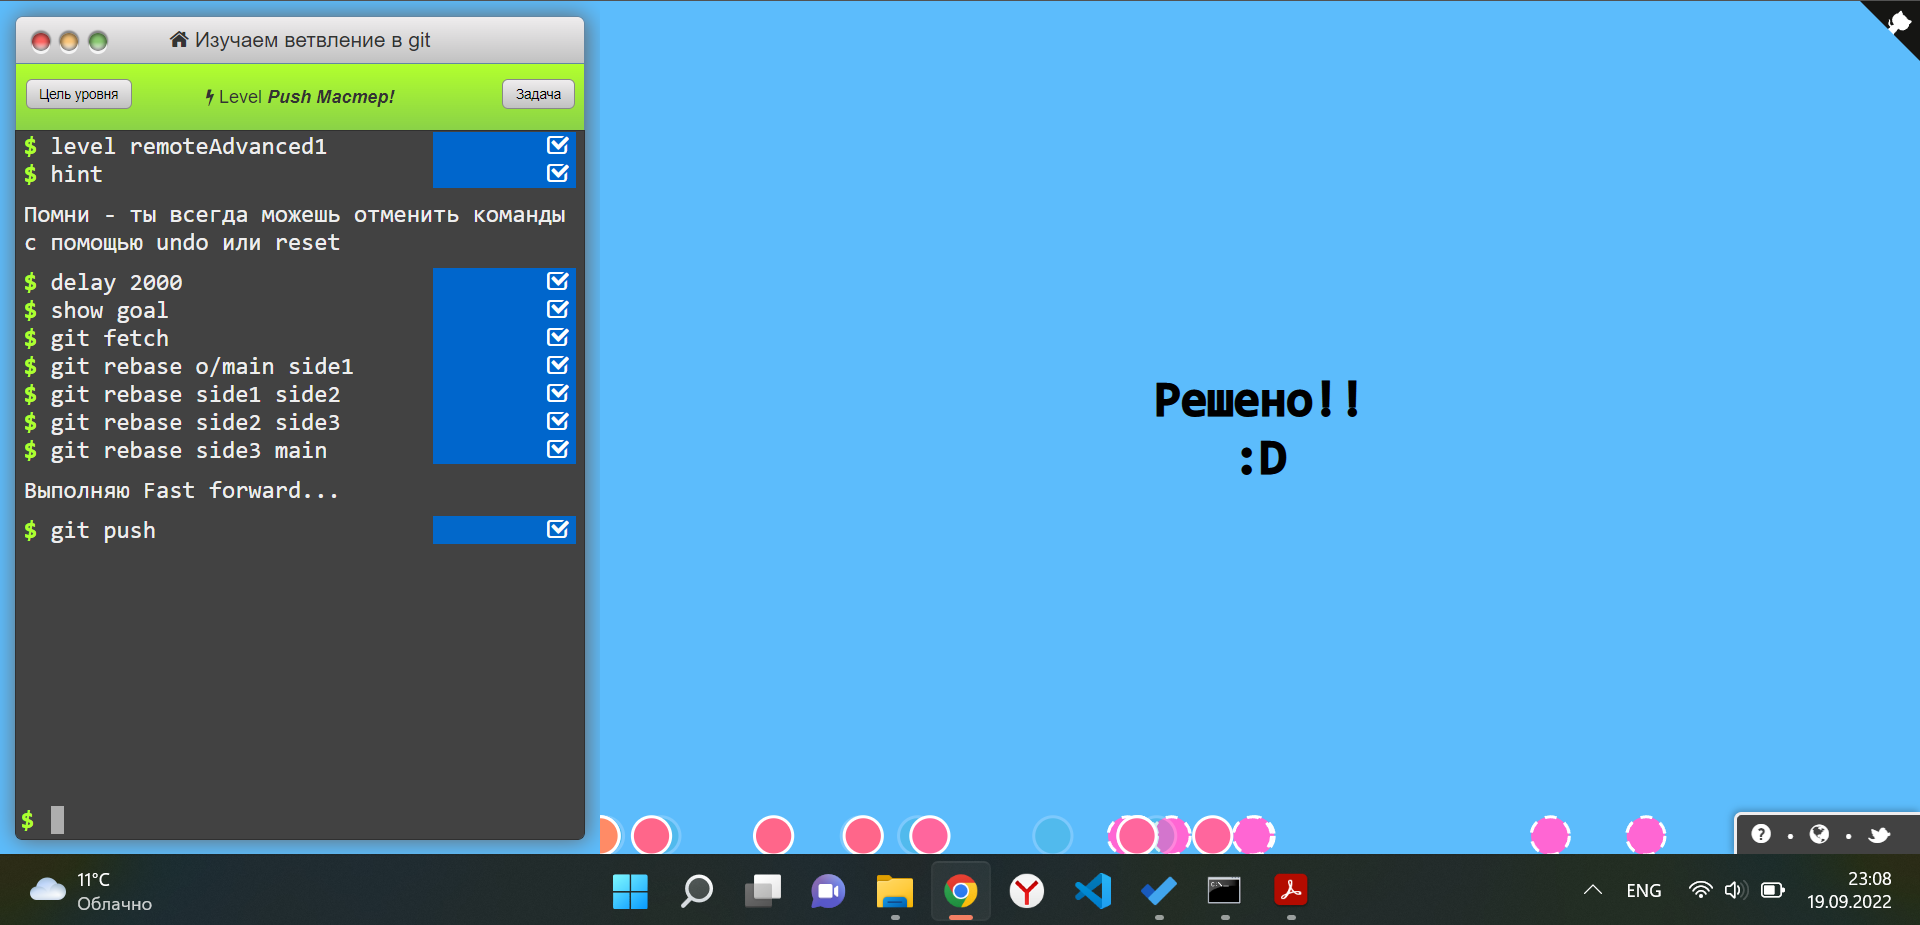 Изучаем ветвление в git
Цель уровня
Level Push Мастер!
Задача
$ level remoteAdvanced1
$ hint
Помни - ты всегда можешь отменить команды
с помощью undo или reset
$ delay 2000
$ show goal
$ git fetch
$ git rebase o/main side1
$ git rebase side1 side2
$ git rebase side2 side3
$ git rebase side3 main
Выполняю Fast forward...
$ git push
$
Решено!!
:D
11°C
Облачно
ENG
23:08
19.09.2022